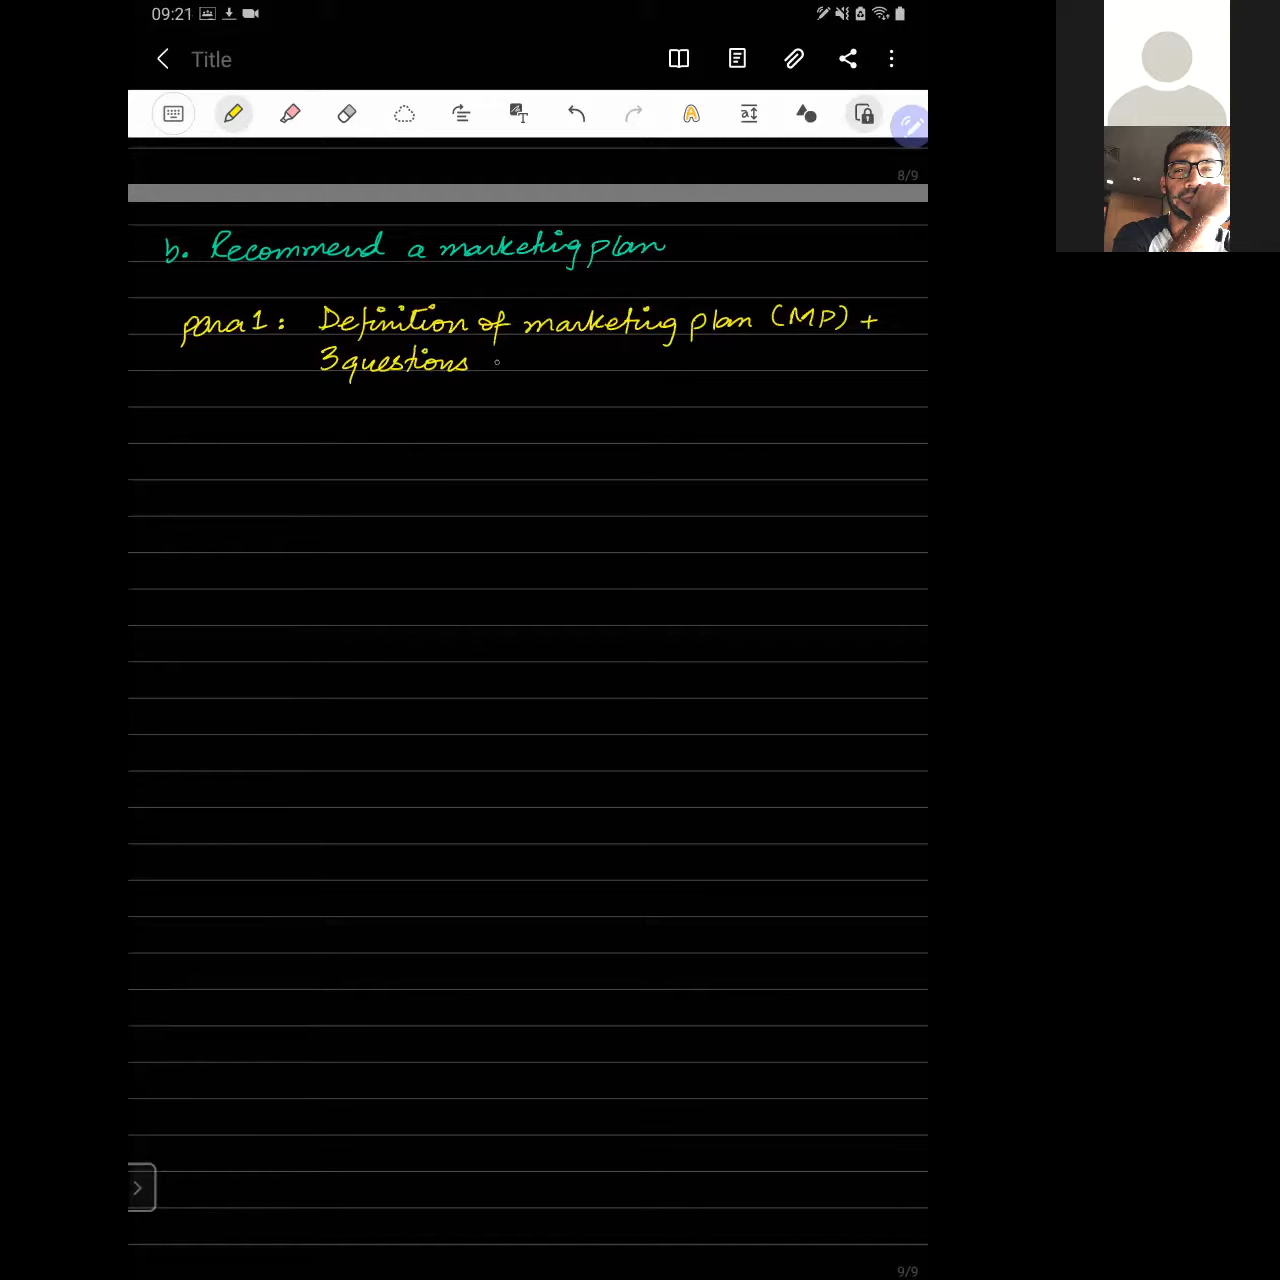 09:21
Title
8/9
b. Recommend a marketing plan
para 1 : Definition of marketing plan (MP) +
3 questions
9/9